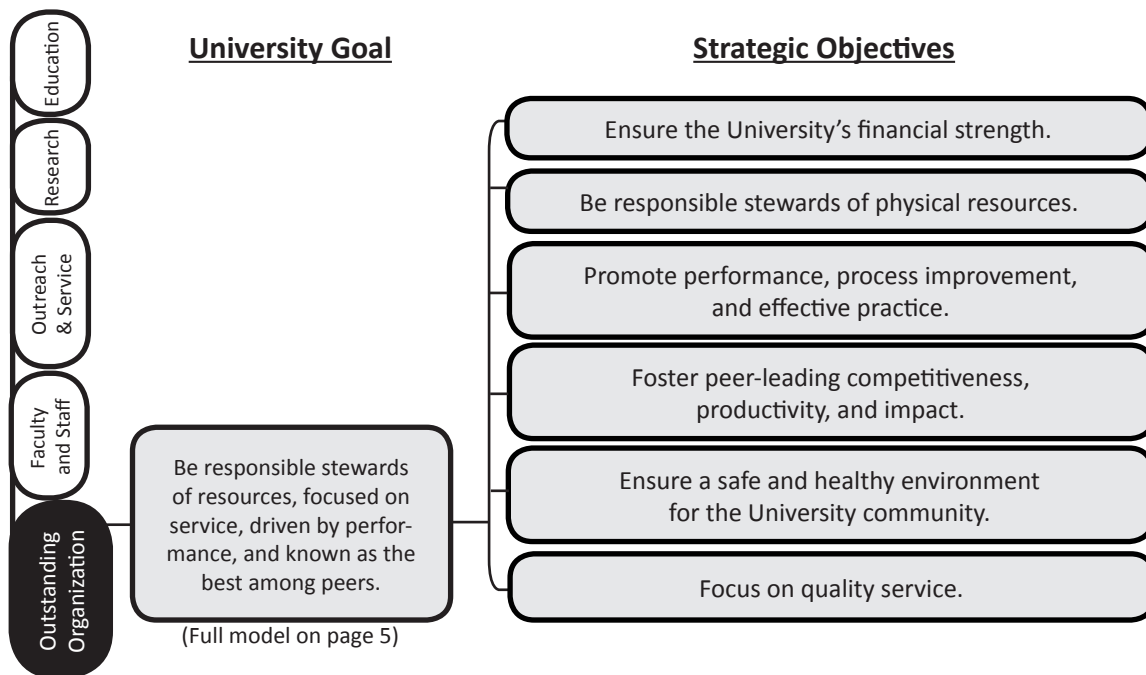 Education
Research
Outreach
& Service
Faculty
and Staff
Outstanding
Organization
University Goal
Be responsible stewards
of resources, focused on
service, driven by perfor-
mance, and known as the
best among peers.
(Full model on page 5)
Strategic Objectives
Ensure the University’s financial strength.
Be responsible stewards of physical resources.
Promote performance, process improvement,
and effective practice.
Foster peer-leading competitiveness,
productivity, and impact.
Ensure a safe and healthy environment
for the University community.
Focus on quality service.